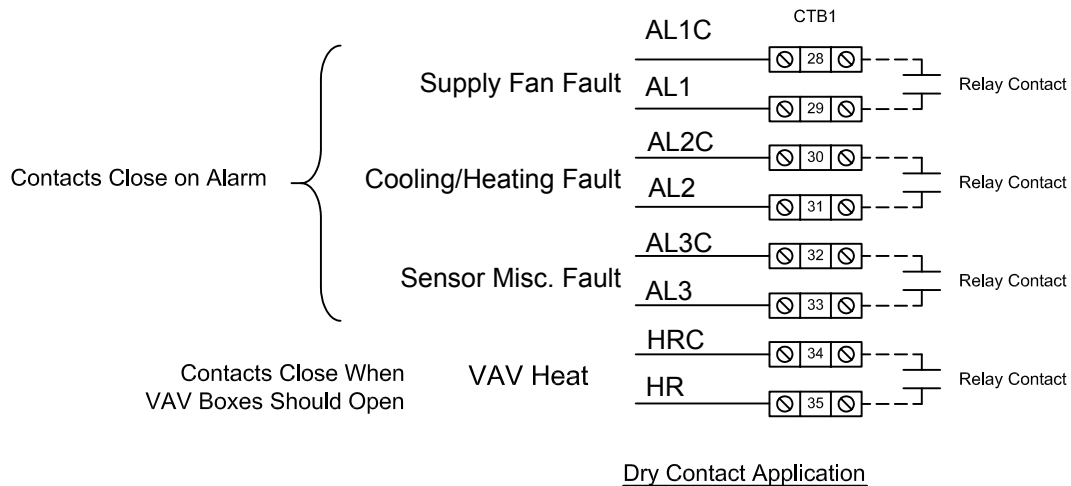 CTB1
AL1C
28
Supply Fan Fault
AL1
29
Relay Contact
Contacts Close on Alarm
AL2C
30
Cooling/Heating Fault
AL2
31
Relay Contact
AL3C
32
Sensor Misc. Fault
AL3
33
Relay Contact
HRC
34
Contacts Close When
VAV Boxes Should Open
VAV Heat
HR
35
Relay Contact
Dry Contact Application